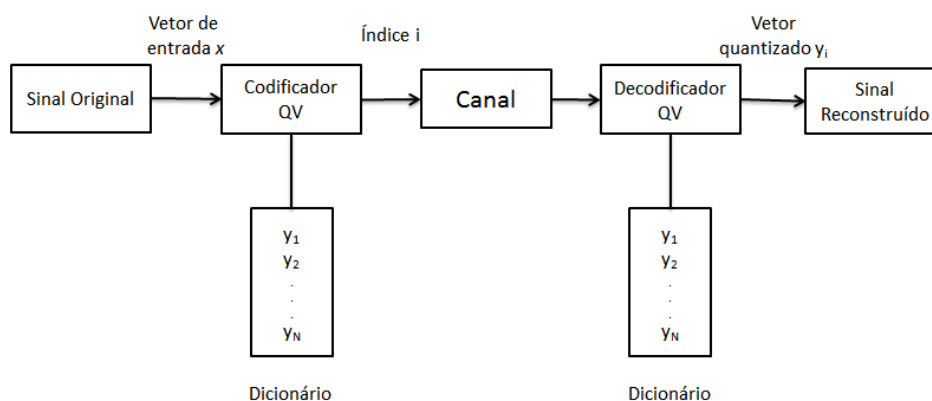 Vetor de
entrada x
Índice i
Vetor
quantizado yi
Sinal Original
Codificador
QV
Canal
Decodificador
QV
Sinal
Reconstruído
y1
y2
.
.
.
yN
Dicionário
y1
y2
.
.
.
yN
Dicionário